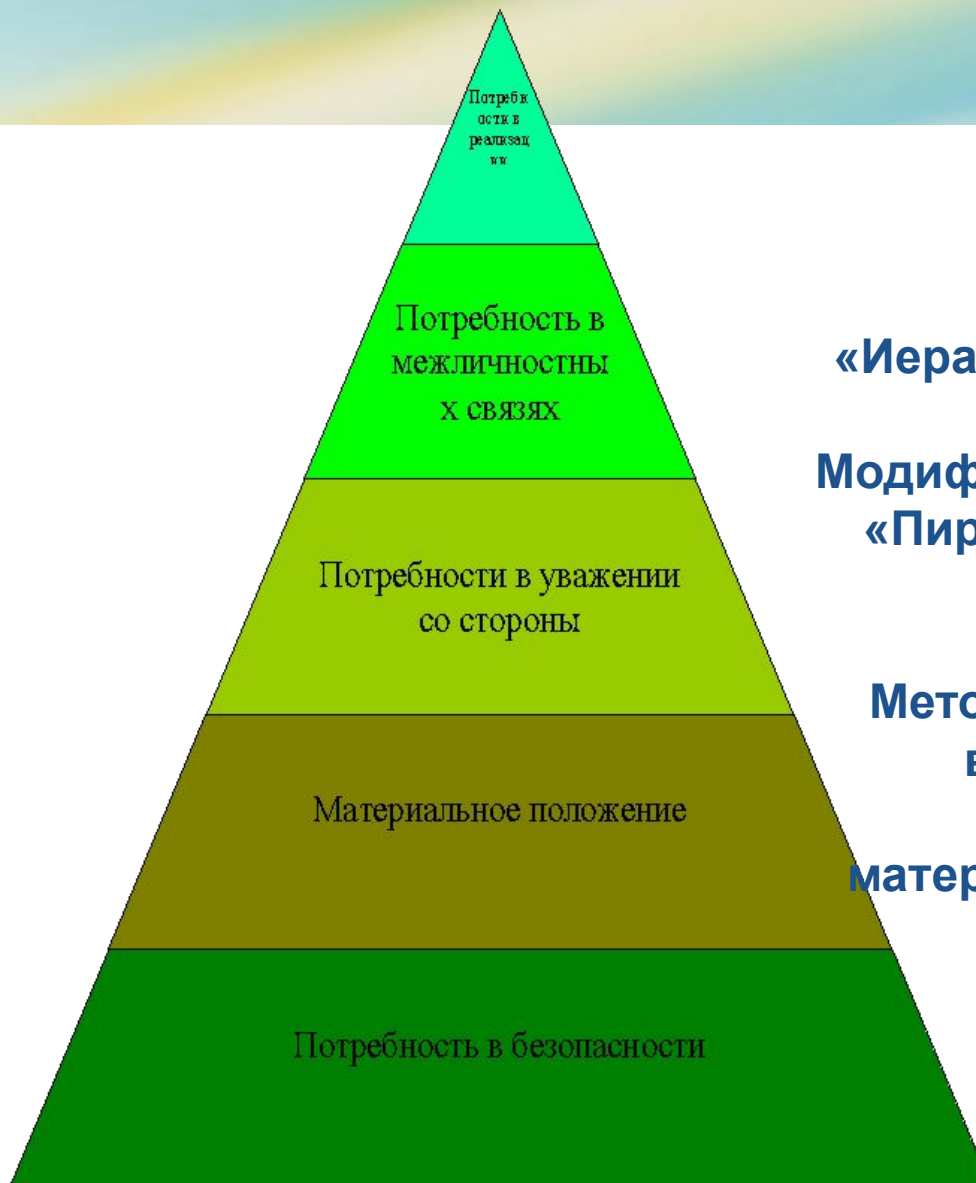 Потребн
ости в
реализац
ии
Потребность в
межличностны
х связях
Потребности в уважении
со стороны
Материальное положение
Потребность в безопасности
«Иера
Модиф
«Пир
Мето
в
матер